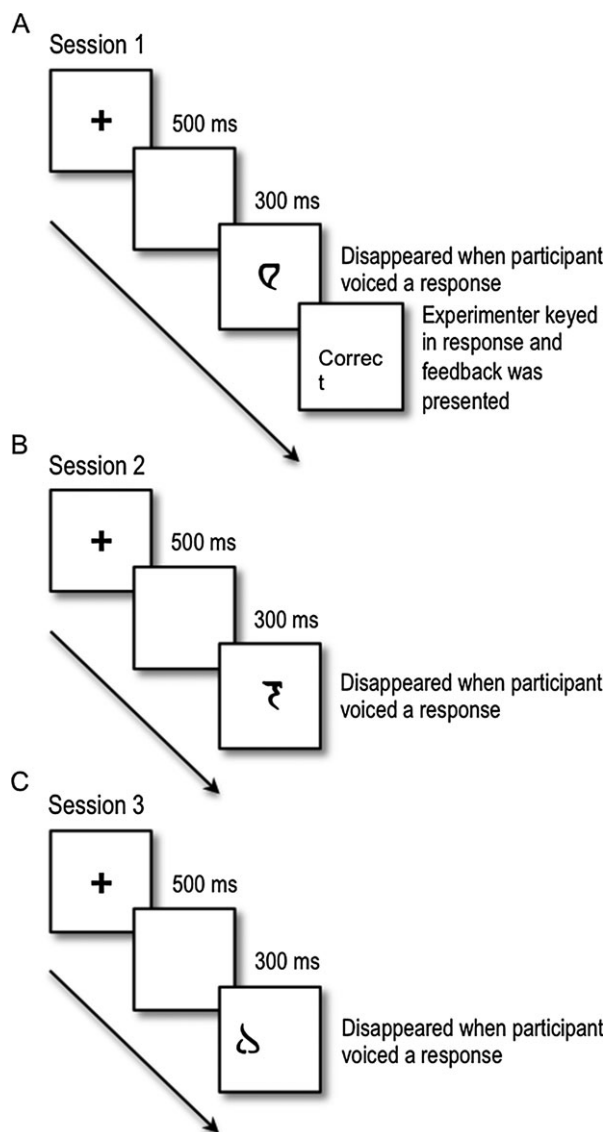 A
Session 1
+
500 ms
300 ms
Disappeared when participant
voiced a response
Correc
t
Experimenter keyed
in response and
feedback was
presented
B
Session 2
+
500 ms
300 ms
Disappeared when participant
voiced a response
C
Session 3
+
500 ms
300 ms
Disappeared when participant
voiced a response